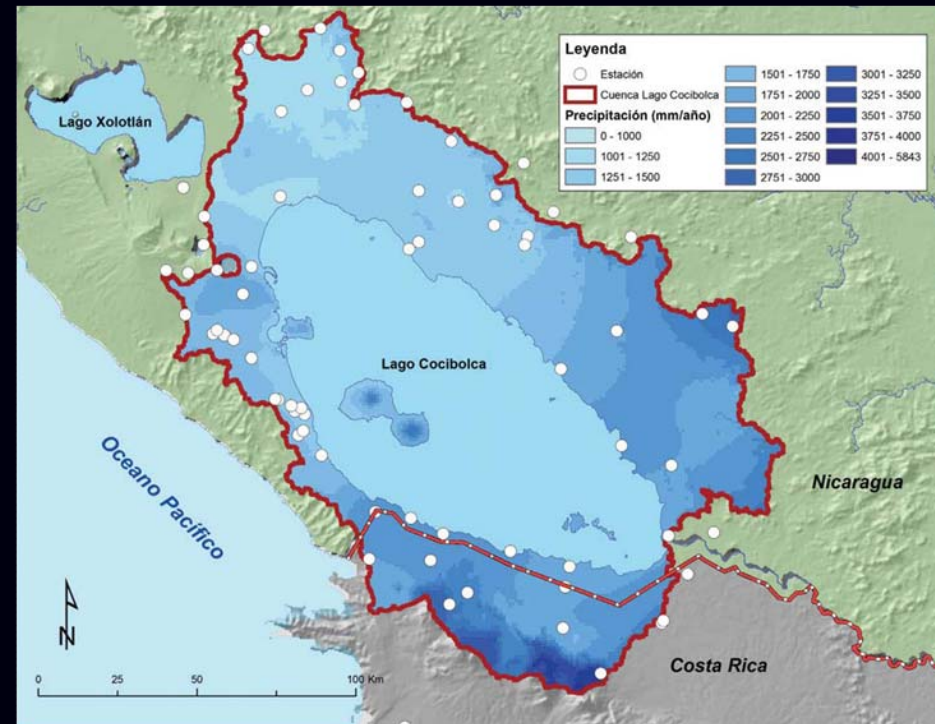 Leyenda
Estación
Cuenca Lago Cocibolca
Precipitación (mm/año)
0 - 1000
1001 - 1250
1251 - 1500
1501 - 1750
1751 - 2000
2001 - 2250
2251 - 2500
2501 - 2750
2751 - 3000
3001 - 3250
3251 - 3500
3501 - 3750
3751 - 4000
4001 - 5843
Lago Xolotlán
Lago Cocibolca
Oceano Pacífico
Nicaragua
Costa Rica
N
0 25 50 100 Km